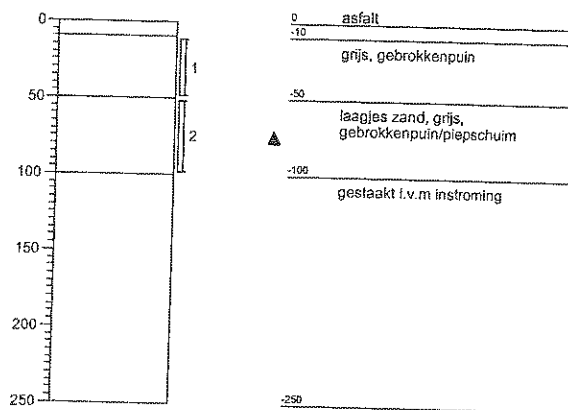 0
50
100
150
200
250
1
2
0 asfalt
-10
grijs, gebrokkenpuin
-50
laagjes zand, grijs,
gebrokkenpuin/piepschuim
-100
gestaakt i.v.m instroming
-250